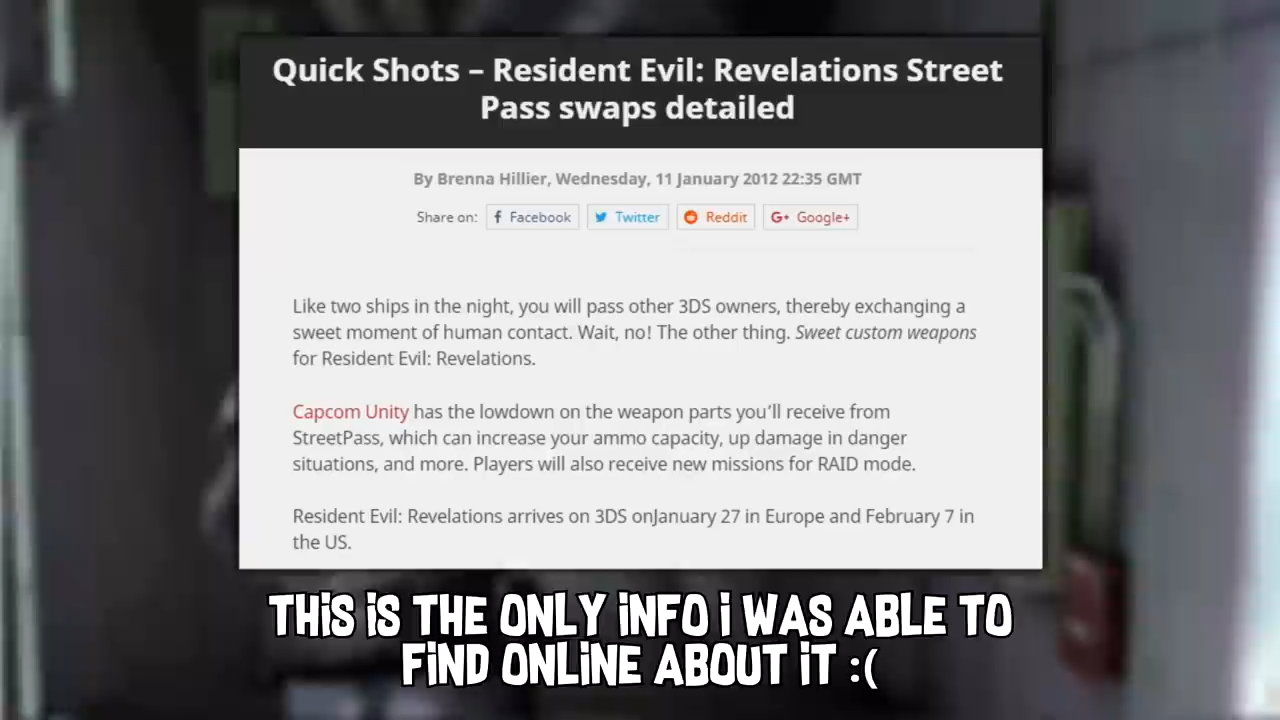 Quick Shots – Resident Evil: Revelations Street
Pass swaps detailed
By Brenna Hillier, Wednesday, 11 January 2012 22:35 GMT
Share on: Facebook Twitter Reddit G+ Google+
Like two ships in the night, you will pass other 3DS owners, thereby exchanging a
sweet moment of human contact. Wait, no! The other thing. Sweet custom weapons
for Resident Evil: Revelations.
Capcom Unity has the lowdown on the weapon parts you'll receive from
StreetPass, which can increase your ammo capacity, up damage in danger
situations, and more. Players will also receive new missions for RAID mode.
Resident Evil: Revelations arrives on 3DS onJanuary 27 in Europe and February 7 in
the US.
THIS IS THE ONLY INFO I WAS ABLE TO
FIND ONLINE ABOUT IT :(